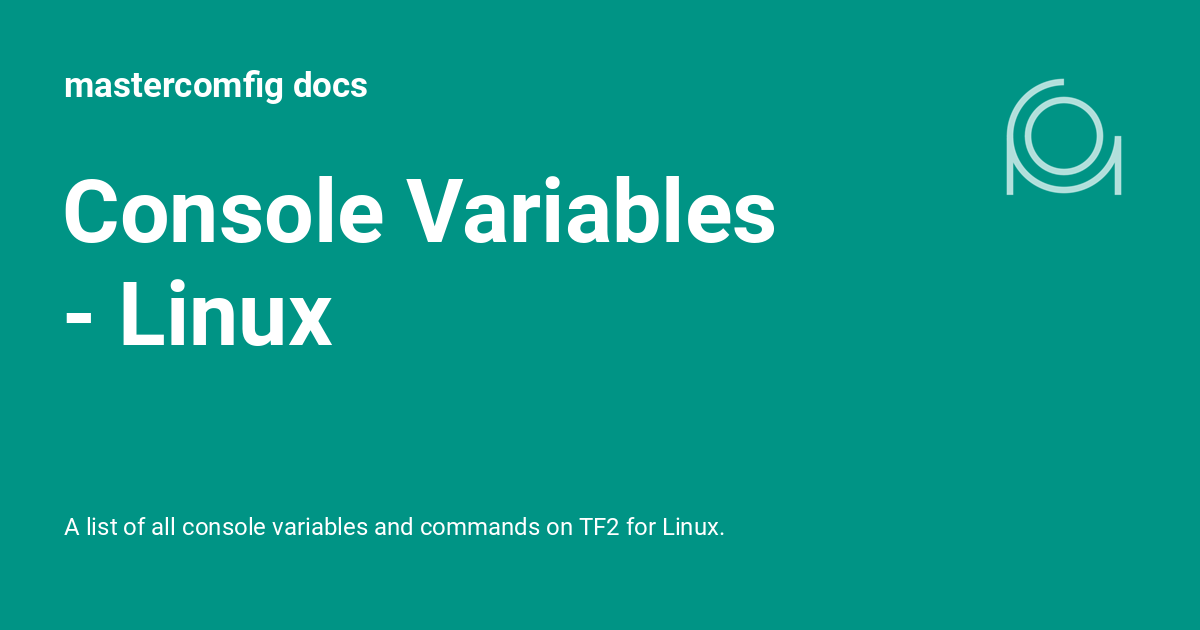 mastercomfig docs
Console Variables
- Linux
A list of all console variables and commands on TF2 for Linux.